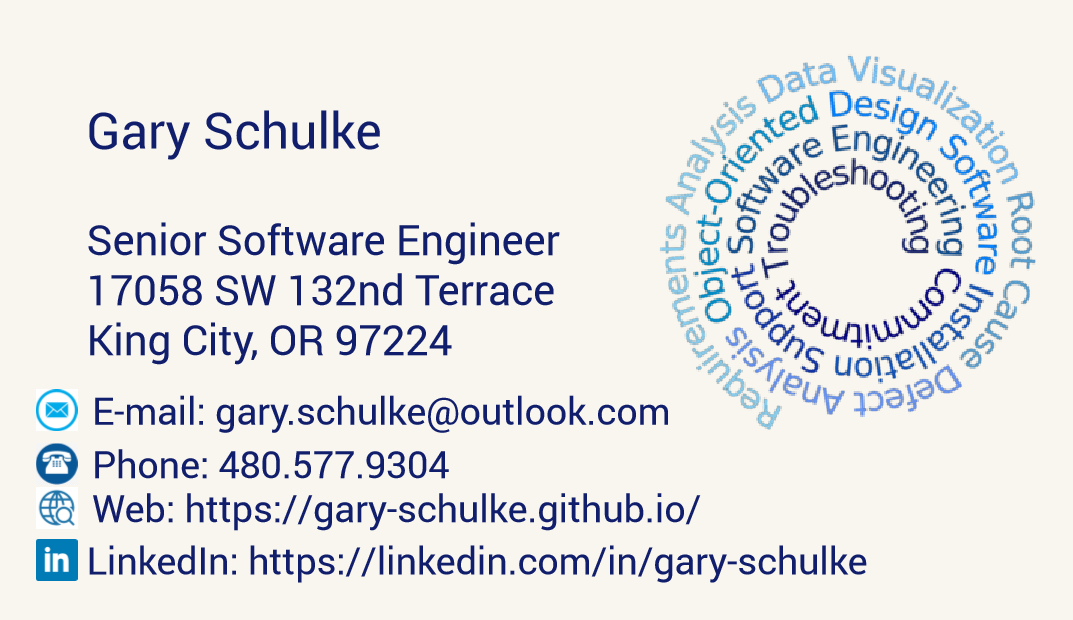 Gary Schulke
Senior Software Engineer
17058 SW 132nd Terrace
King City, OR 97224
E-mail: gary.schulke@outlook.com
Phone: 480.577.9304
Web: https://gary-schulke.github.io/
in LinkedIn: https://linkedin.com/in/gary-schulke
Requirements Analysis Data Visualization Root Cause Defect Analysis
Object-Oriented Design Software Installation Support
Software Engineering Commitment
Troubleshooting